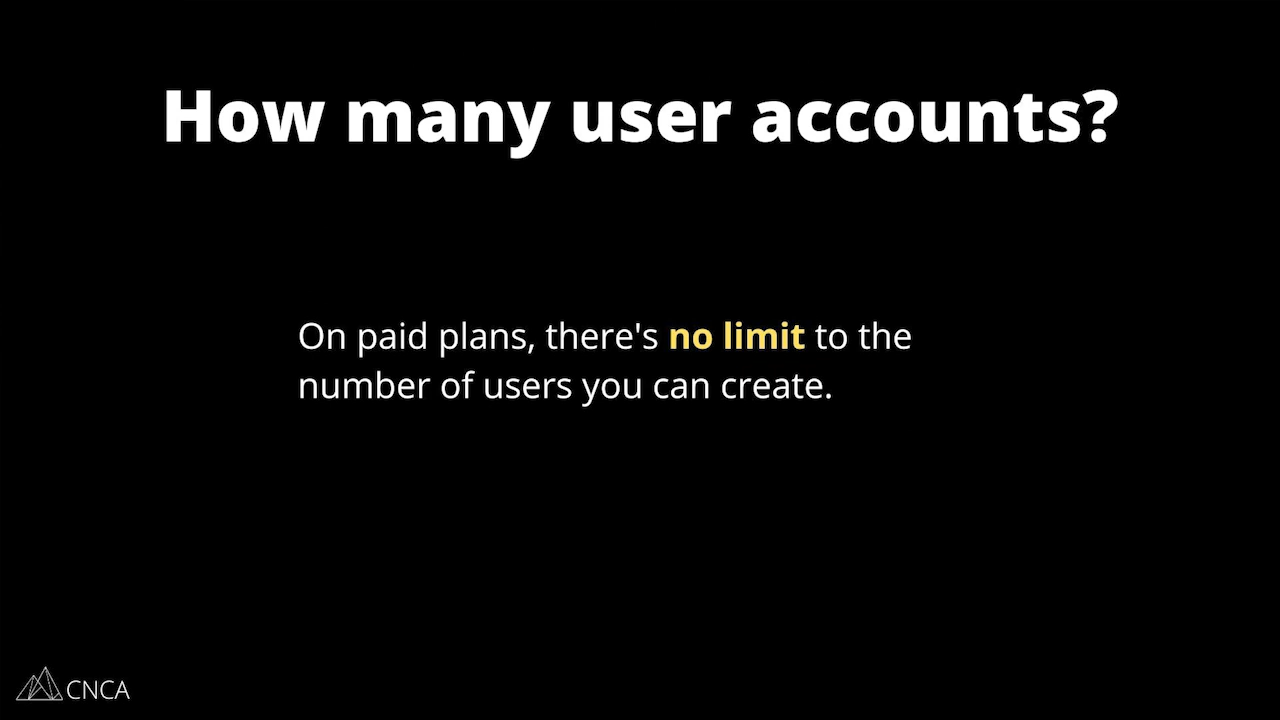 How many user accounts?
On paid plans, there's no limit to the
number of users you can create.
CNCA